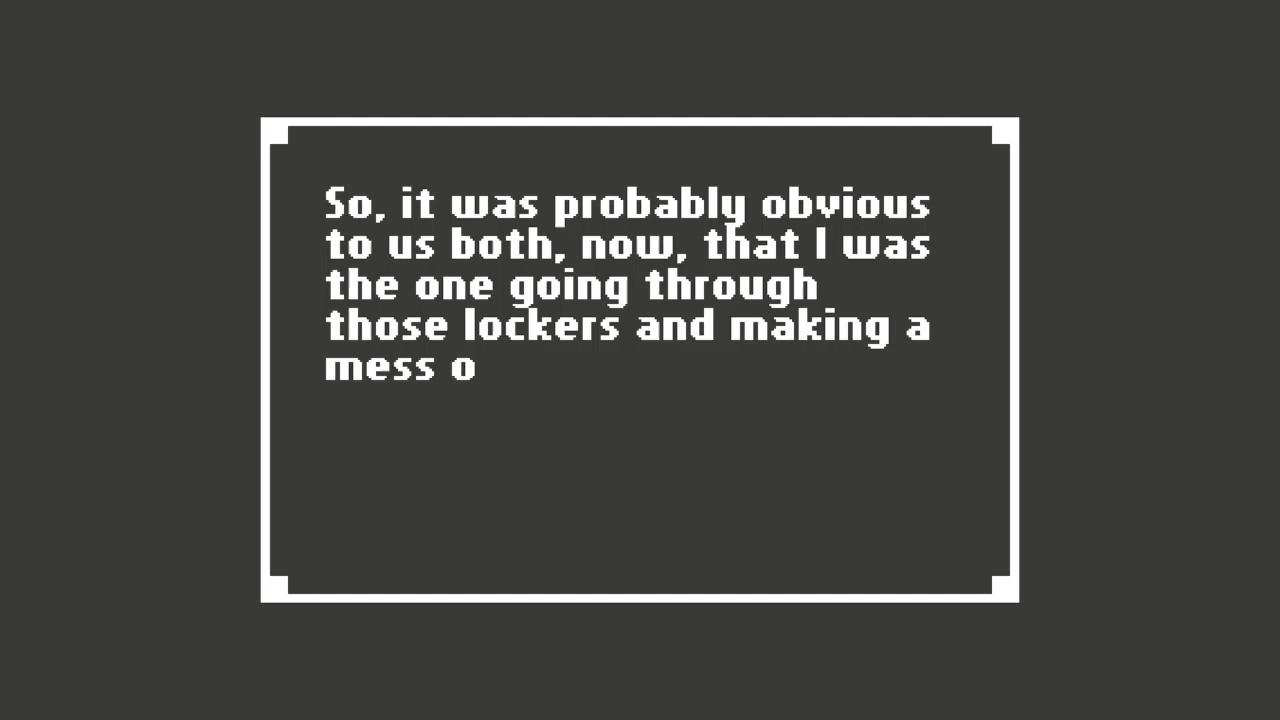 So, it was probably obvious
to us both, now, that I was
the one going through
those lockers and making a
mess o